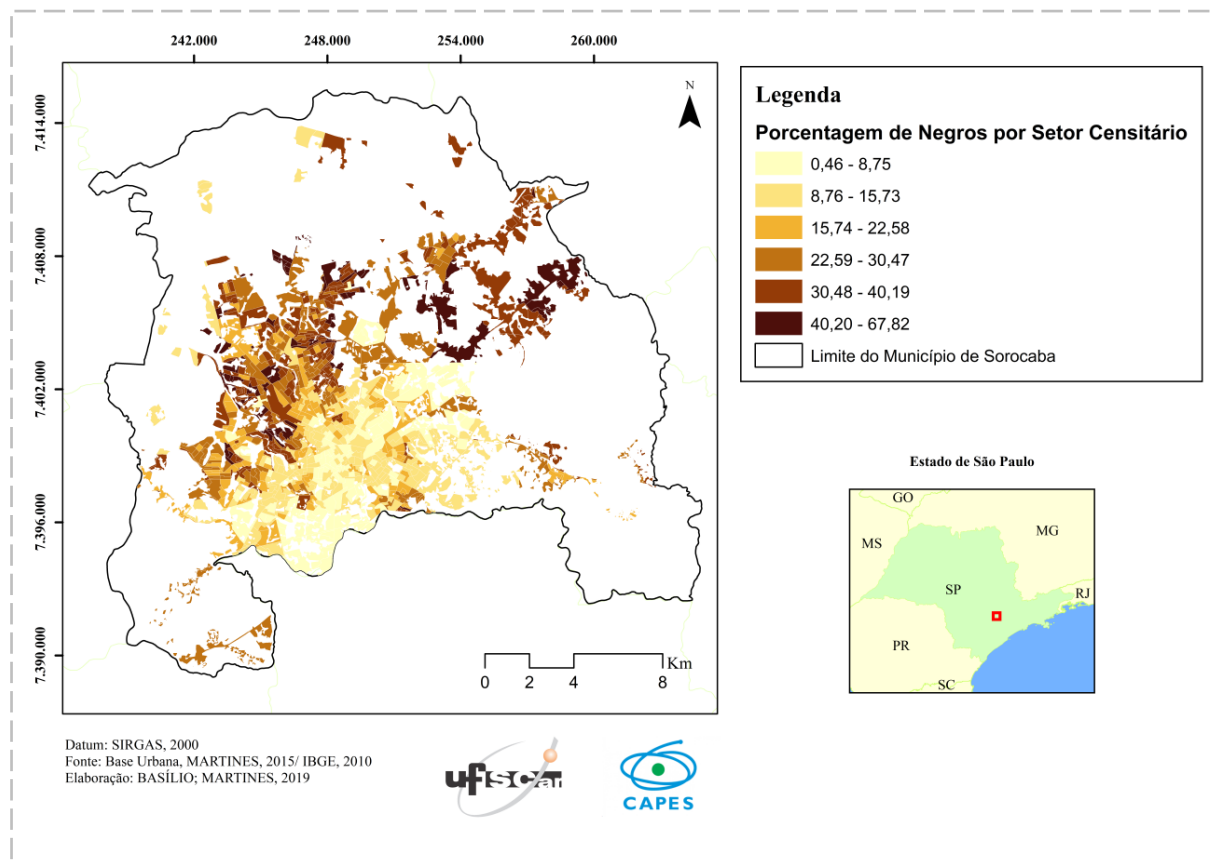 242.000
248.000
254.000
260.000
7.414.000
7.408.000
7.402.000
7.396.000
7.390.000
N
Km
0 2 4 8
Legenda
Porcentagem de Negros por Setor Censitário
0,46 - 8,75
8,76 - 15,73
15,74 - 22,58
22,59 - 30,47
30,48 - 40,19
40,20 - 67,82
Limite do Município de Sorocaba
Estado de São Paulo
GO
MG
MS
SP
RJ
PR
SC
Datum: SIRGAS, 2000
Fonte: Base Urbana, MARTINES, 2015/ IBGE, 2010
Elaboração: BASÍLIO; MARTINES, 2019
ufscar
CAPES